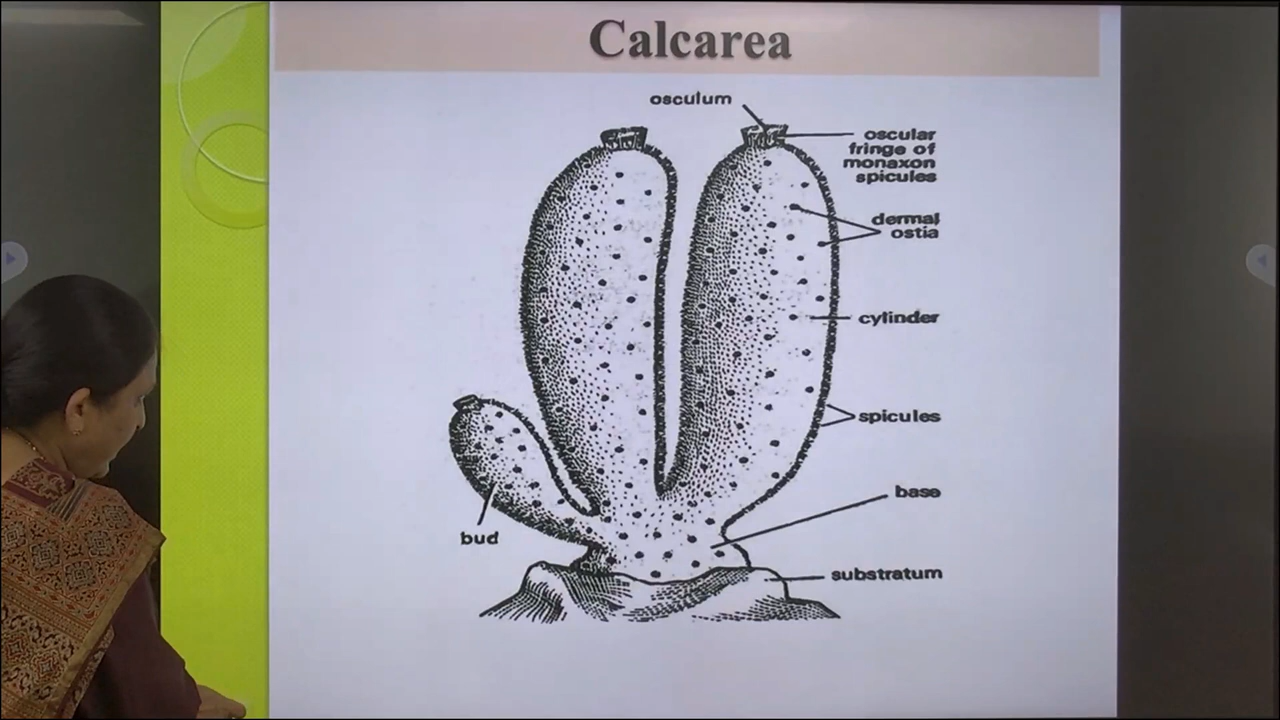 Calcarea
osculum
oscular
fringe of
monaxon
spicules
dermal
ostia
cylinder
spicules
base
bud
substratum